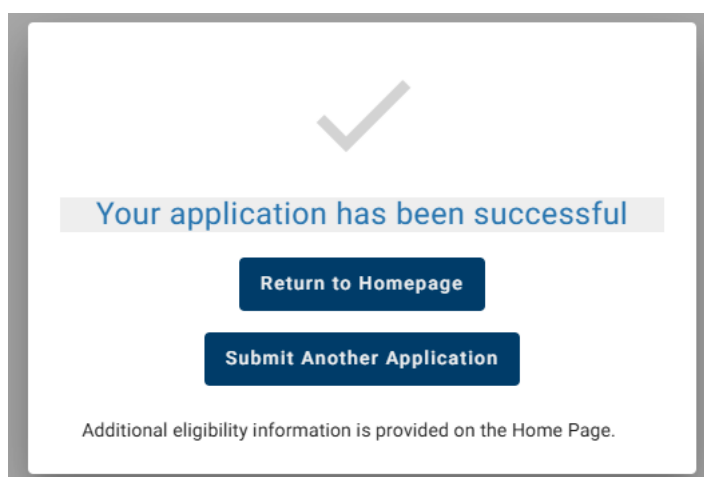 Your application has been successful
Return to Homepage
Submit Another Application
Additional eligibility information is provided on the Home Page.